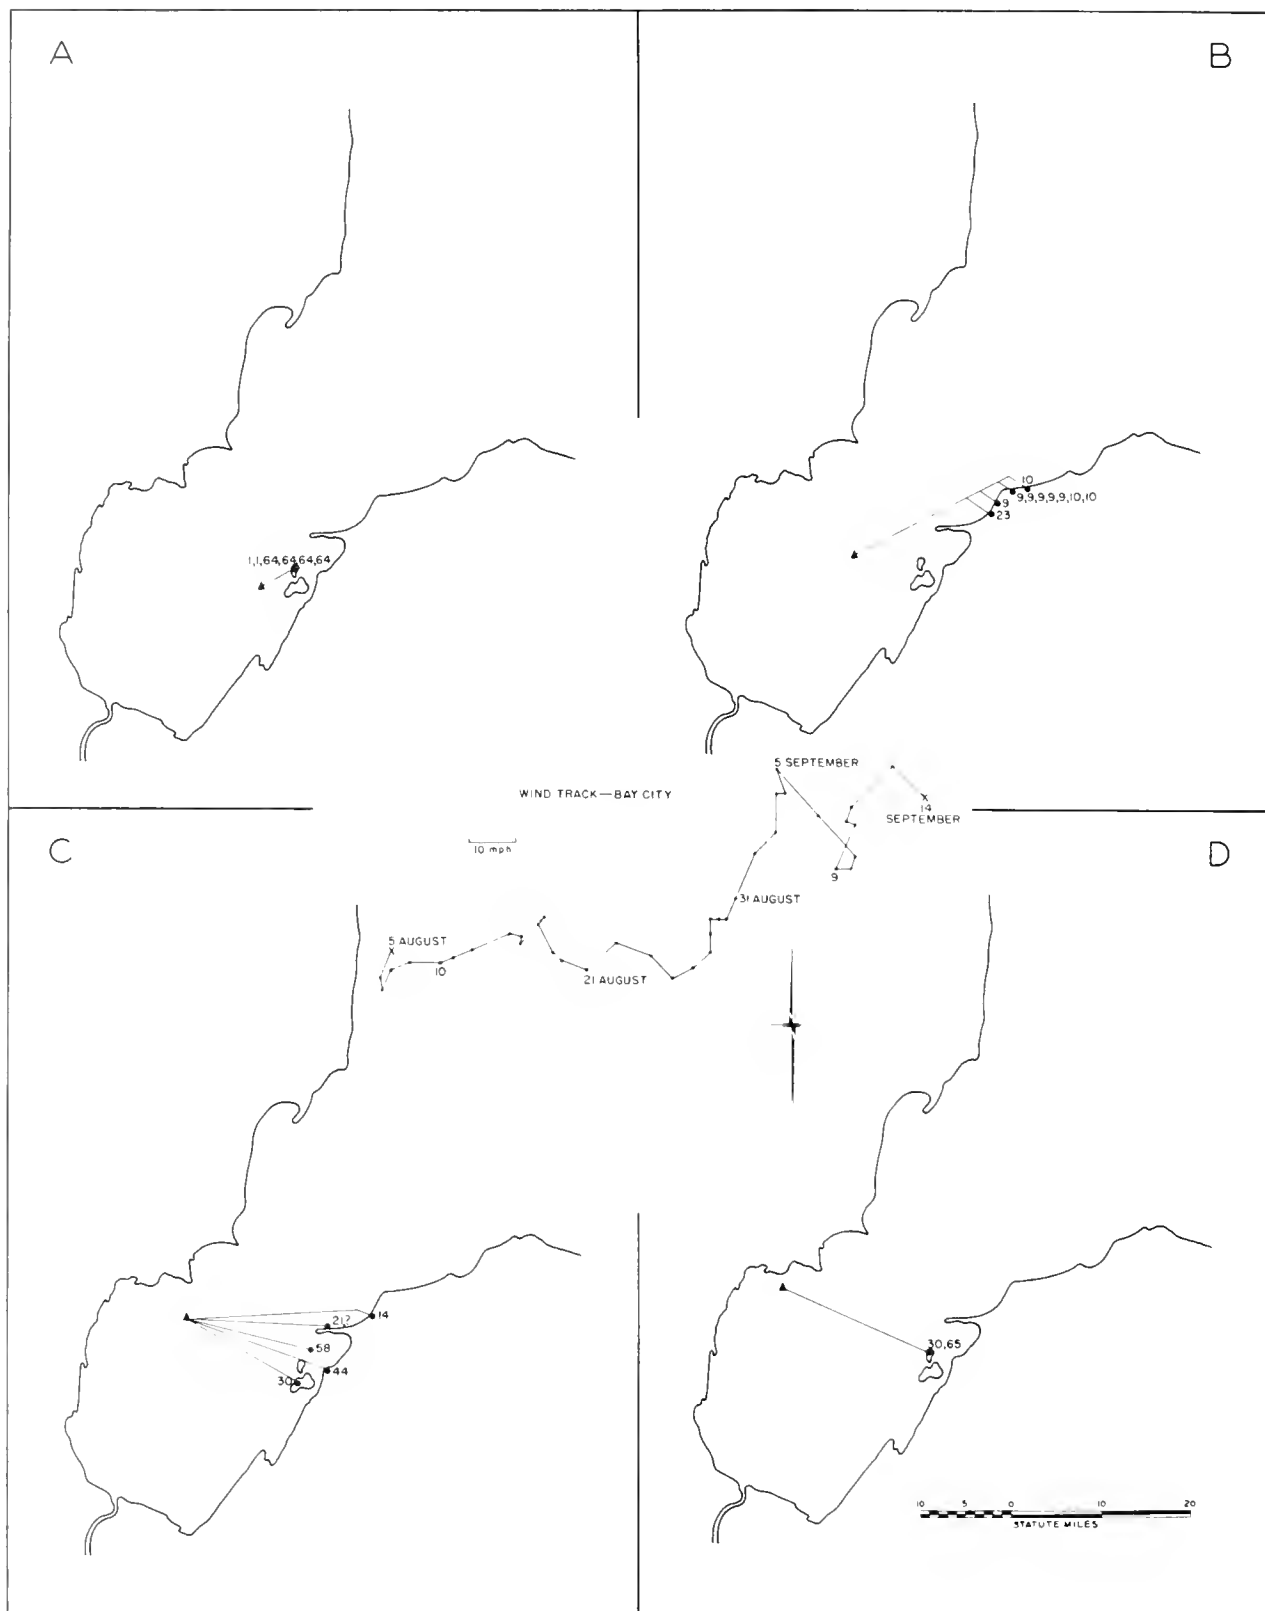 A
B
10
9,9,9,9,9,10,10
9
23
1,1,64,64,64,64
5 SEPTEMBER
WIND TRACK—BAY CITY
14
SEPTEMBER
C
D
10 mph
9
31 AUGUST
5 AUGUST
10
21 AUGUST
14
21,?
58
44
30
30,65
10 5 0 10 20
STATUTE MILES